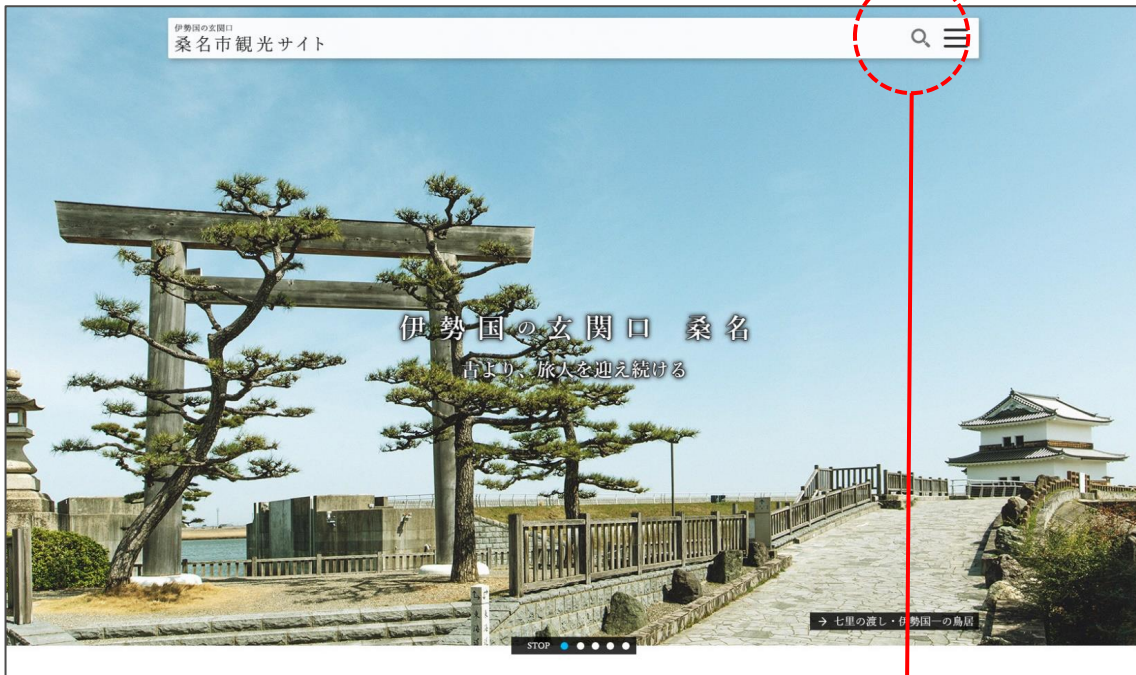 伊勢国の玄関口
桑名市観光サイト
伊勢国の玄関口 桑名
古より、旅人を迎え続ける
→ 七里の渡し・伊勢国一の鳥居
STOP